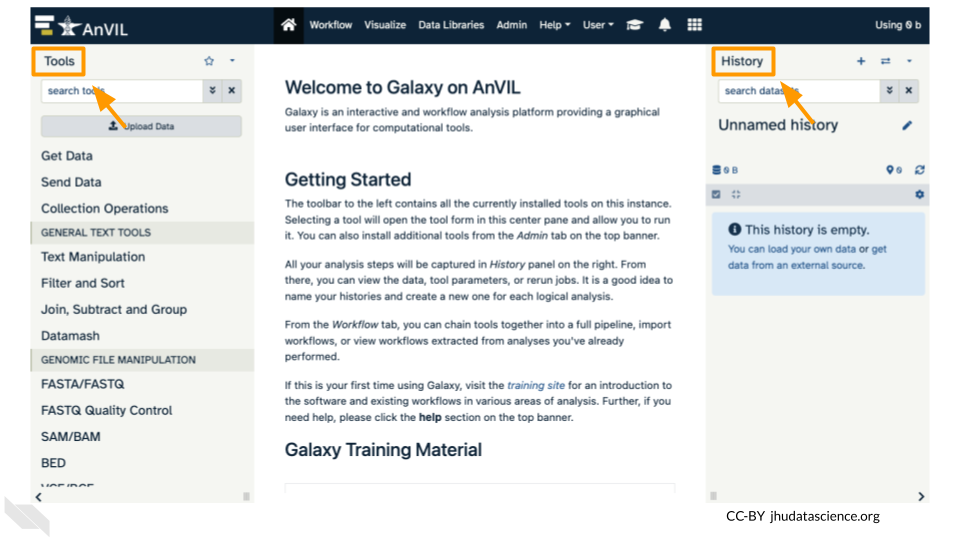 AnVIL
Workflow Visualize Data Libraries Admin Help User Using 0 b
Tools
search tools
Upload Data
Get Data
Send Data
Collection Operations
GENERAL TEXT TOOLS
Text Manipulation
Filter and Sort
Join, Subtract and Group
Datamash
GENOMIC FILE MANIPULATION
FASTA/FASTQ
FASTQ Quality Control
SAM/BAM
BED
Welcome to Galaxy on AnVIL
Galaxy is an interactive and workflow analysis platform providing a graphical
user interface for computational tools.
Getting Started
The toolbar to the left contains all the currently installed tools on this instance.
Selecting a tool will open the tool form in this center pane and allow you to run
it. You can also install additional tools from the Admin tab on the top banner.
All your analysis steps will be captured in History panel on the right. From
there, you can view the data, tool parameters, or rerun jobs. It is a good idea to
name your histories and create a new one for each logical analysis.
From the Workflow tab, you can chain tools together into a full pipeline, import
workflows, or view workflows extracted from analyses you've already
performed.
If this is your first time using Galaxy, visit the training site for an introduction to
the software and existing workflows in various areas of analysis. Further, if you
need help, please click the help section on the top banner.
Galaxy Training Material
History
search datasets
Unnamed history
0 B 0
This history is empty.
You can load your own data or get
data from an external source.
CC-BY jhudatascience.org